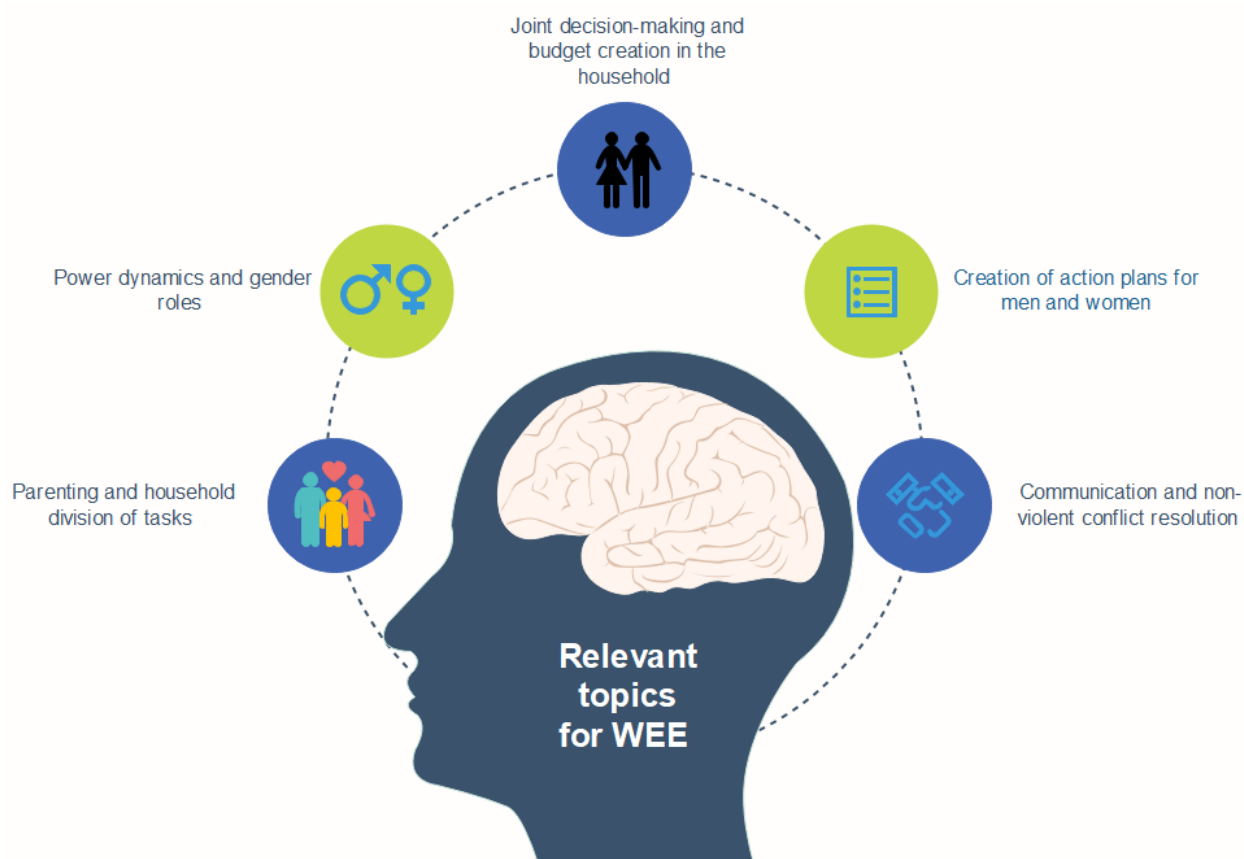 Joint decision-making and
budget creation in the
household
Power dynamics and gender
roles
Creation of action plans for
men and women
Parenting and household
division of tasks
Communication and non-
violent conflict resolution
Relevant
topics
for WEE